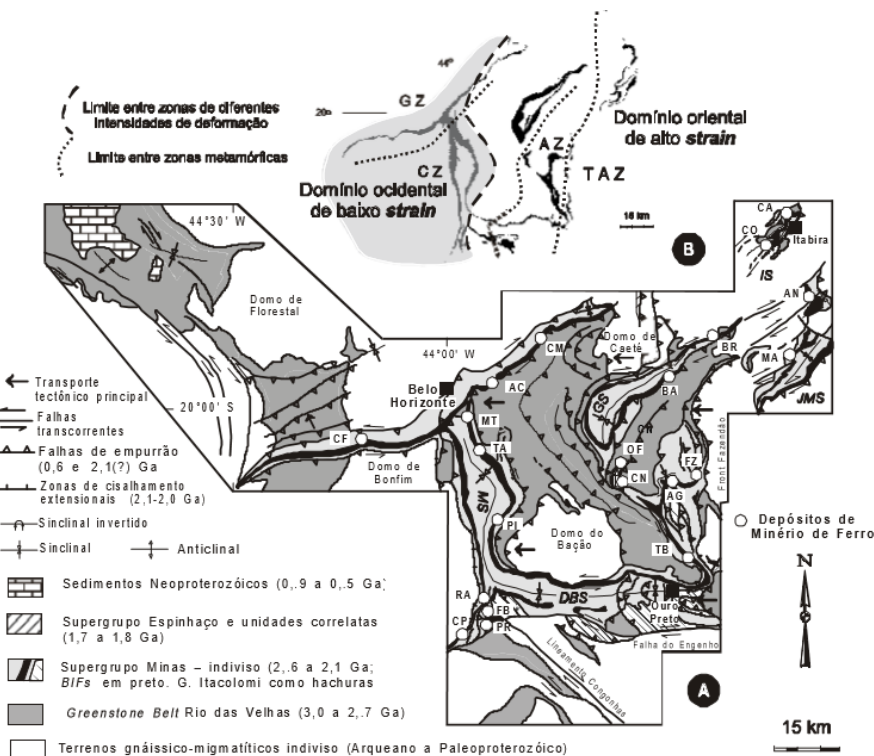 44º
20º
GZ
Limite entre zonas de diferentes
intensidades de deformação
Limite entre zonas metamórficas
CZ
AZ
TAZ
Domínio oriental
de alto strain
Domínio ocidental
de baixo strain
15 km
B
44°30' W
Domo de
Florestal
CA
CO
Itabira
IS
AN
MA
JMS
44°00' W
CM
Domo de
Caeté
BR
Belo
Horizonte
AC
BA
JGS
20°00' S
Transporte
tectônico principal
Falhas
transcorrentes
Falhas de empurrão
(0,6 e 2,1(?) Ga)
Zonas de cisalhamento
extensionais (2,1-2,0 Ga)
Sinclinal invertido
Sinclinal
Anticlinal
CF
Domo de
Bonfim
MT
TA
MS
PI
Domo do
Bação
OF
CN
FZ
AG
TB
Front Fazendão
Depósitos de
Minério de Ferro
N
RA
FB
CP
PR
DBS
Ouro
Preto
Falha do Engenho
Lineamento Congonhas
Sedimentos Neoproterózoicos (0,.9 a 0,.5 Ga;
Supergrupo Espinhaço e unidades correlatas
(1,7 a 1,8 Ga)
Supergrupo Minas – indiviso (2,.6 a 2,1 Ga;
BIFs em preto. G. Itacolomi como hachuras
Greenstone Belt Rio das Velhas (3,0 a 2,.7 Ga)
Terrenos gnáissico-migmatíticos indiviso (Arqueano a Paleoproterozóico)
A
15 km